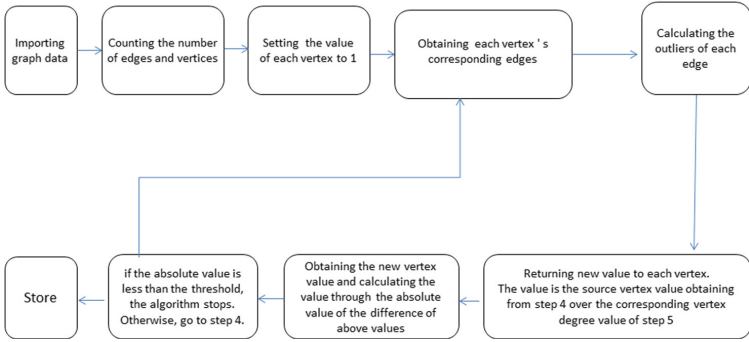 Importing
graph data
Counting the number
of edges and vertices
Setting the value
of each vertex to 1
Obtaining each vertex ' s
corresponding edges
Calculating the
outliers of each
edge
Returning new value to each vertex.
The value is the source vertex value obtaining
from step 4 over the corresponding vertex
degree value of step 5
Obtaining the new vertex
value and calculating the
value through the absolute
value of the difference of
above values
if the absolute value is
less than the threshold,
the algorithm stops.
Otherwise, go to step 4.
Store